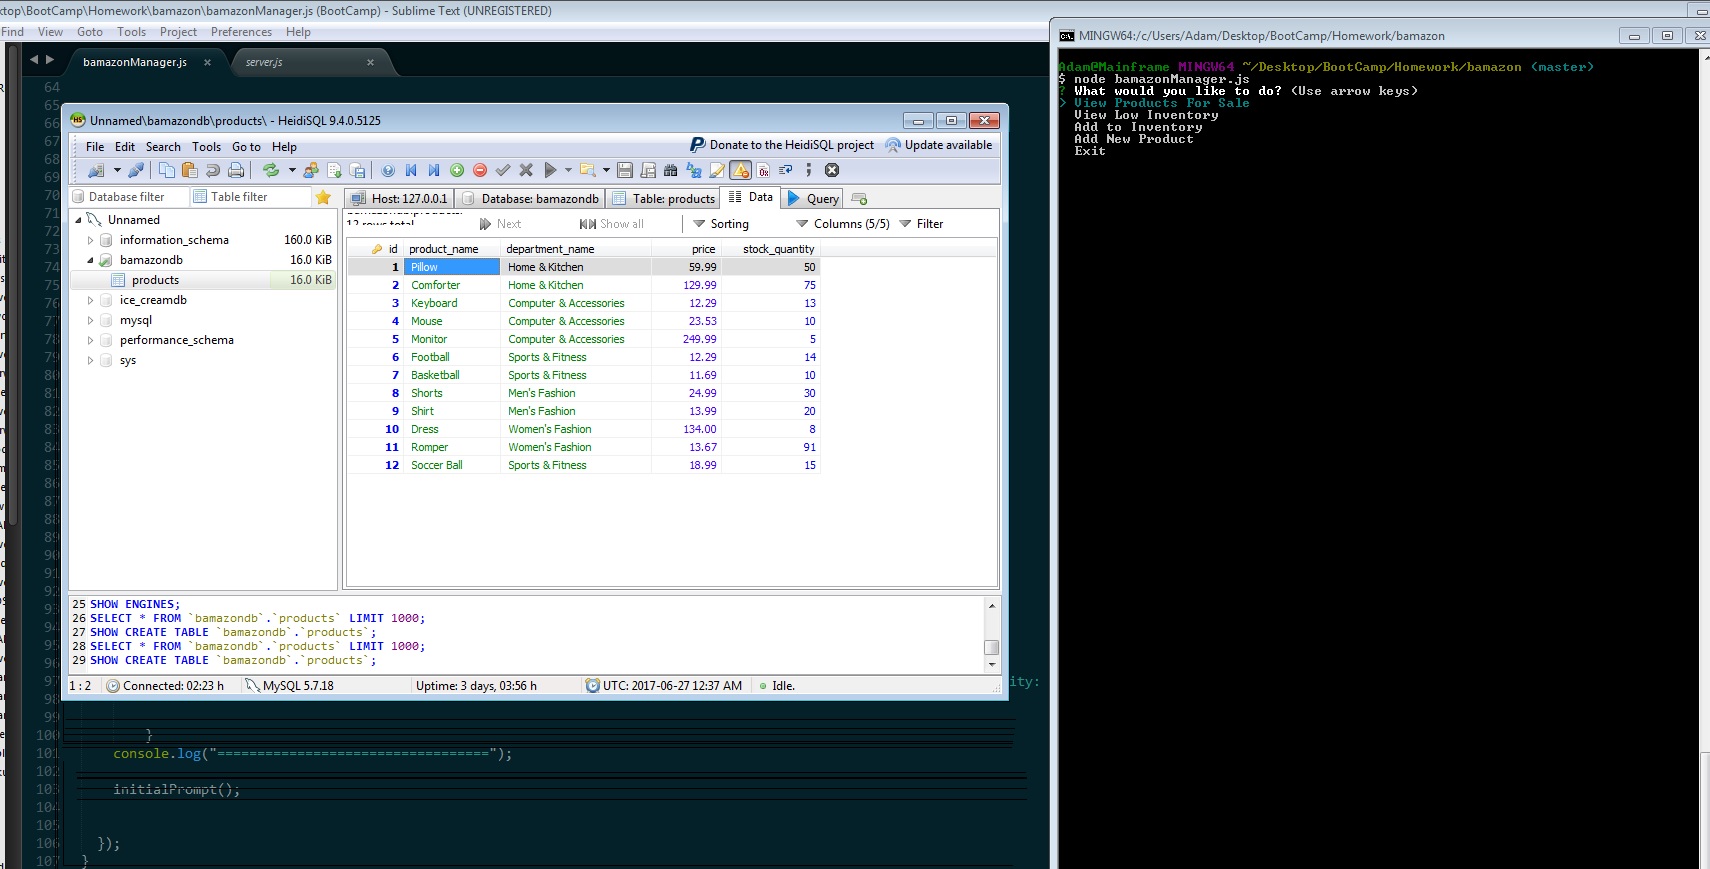 ktop\BootCamp\Homework\bamazon\bamazonManager.js (BootCamp) - Sublime Text (UNREGISTERED)
Find View Goto Tools Project Preferences Help
bamazonManager.js × server.js ×
64
65
66
67
68
69
70
71
72
73
74
75
76
77
78
79
80
81
82
83
84
85
86
87
88
89
90
91
92
93
94
95
96
97
98
99
100 }
101 console.log("==================================");
102
103 initialPrompt();
104
105
106 });
107 }
ity:
Unnamed\bamazondb\products\ - HeidiSQL 9.4.0.5125
File Edit Search Tools Go to Help
Donate to the HeidiSQL project Update available
Database filter Table filter
Host: 127.0.0.1 Database: bamazondb Table: products Data Query
Unnamed
information_schema 160.0 KiB
bamazondb 16.0 KiB
products 16.0 KiB
ice_creamdb
mysql
performance_schema
sys
12 rows total Next Show all Sorting Columns (5/5) Filter
id product_name department_name price stock_quantity
1 Pillow Home & Kitchen 59.99 50
2 Comforter Home & Kitchen 129.99 75
3 Keyboard Computer & Accessories 12.29 13
4 Mouse Computer & Accessories 23.53 10
5 Monitor Computer & Accessories 249.99 5
6 Football Sports & Fitness 12.29 14
7 Basketball Sports & Fitness 11.69 10
8 Shorts Men's Fashion 24.99 30
9 Shirt Men's Fashion 13.99 20
10 Dress Women's Fashion 134.00 8
11 Romper Women's Fashion 13.67 91
12 Soccer Ball Sports & Fitness 18.99 15
25 SHOW ENGINES;
26 SELECT * FROM `bamazondb`.`products` LIMIT 1000;
27 SHOW CREATE TABLE `bamazondb`.`products`;
28 SELECT * FROM `bamazondb`.`products` LIMIT 1000;
29 SHOW CREATE TABLE `bamazondb`.`products`;
1 : 2 Connected: 02:23 h MySQL 5.7.18 Uptime: 3 days, 03:56 h UTC: 2017-06-27 12:37 AM Idle.
MINGW64:/c/Users/Adam/Desktop/BootCamp/Homework/bamazon
Adam@Mainframe MINGW64 ~/Desktop/BootCamp/Homework/bamazon (master)
$ node bamazonManager.js
? What would you like to do? (Use arrow keys)
> View Products For Sale
View Low Inventory
Add to Inventory
Add New Product
Exit